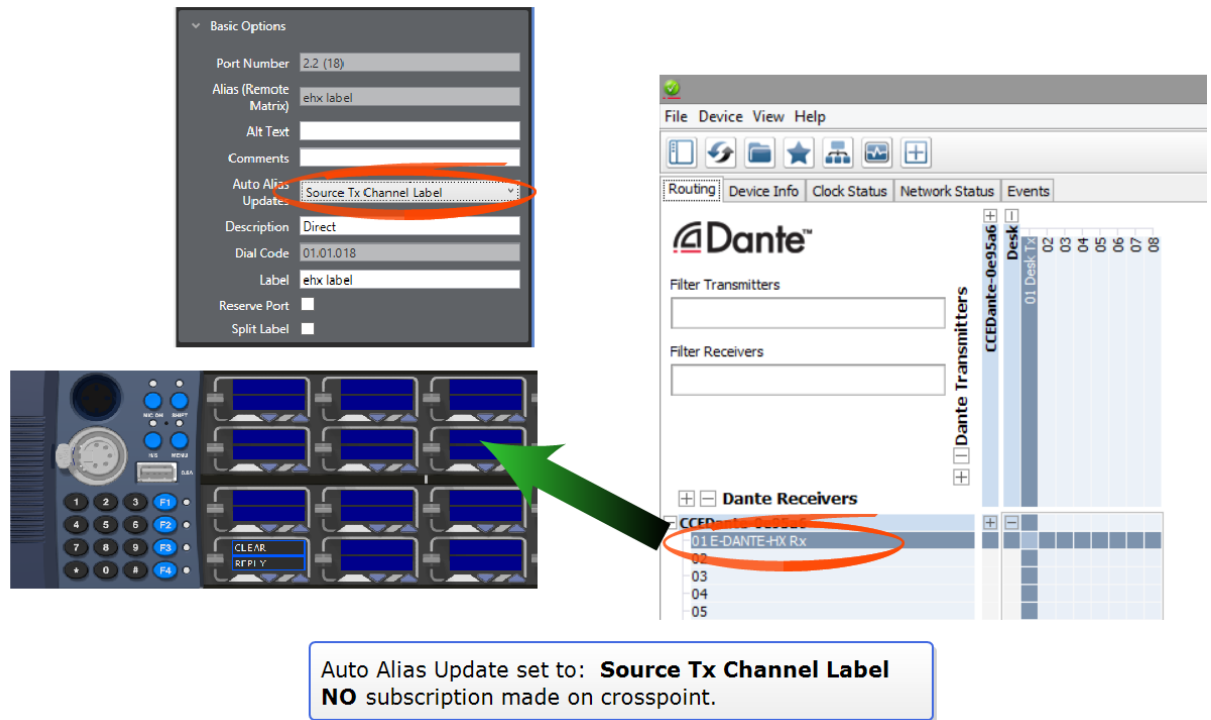 Basic Options
Port Number 2.2 (18)
Alias (Remote Matrix) ehx label
Alt Text
Comments
Auto Alias Updates Source Tx Channel Label
Description Direct
Dial Code 01.01.018
Label ehx label
Reserve Port
Split Label
File Device View Help
Routing Device Info Clock Status Network Status Events
Dante™
Filter Transmitters
Filter Receivers
Dante Transmitters
CCEDante-0e95a6
Desk
01 Desk Tx
02
03
04
05
06
07
08
Dante Receivers
CCEDante-0e95a6
01 E-DANTE-HX Rx
02
03
04
05
MIC ON SHIFT
MENU
1 2 3 F1
4 5 6 F2
7 8 9 F3
* 0 # F4
CLEAR
REPLY
Auto Alias Update set to: Source Tx Channel Label
NO subscription made on crosspoint.